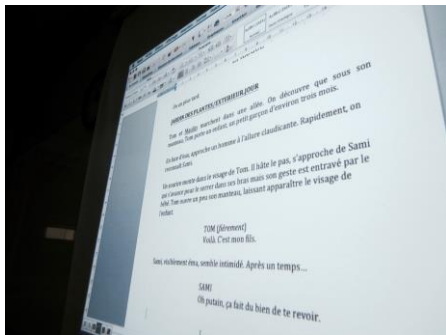 JARDIN DES PLANTES/EXTERIEUR JOUR
Tom et Maylis marchent dans une allée. On découvre que sous son
manteau, Tom porte un enfant, un petit garçon d'environ trois mois.
En face d'eux, approche un homme à l'allure claudicante. Rapidement, on
reconnaît Sami.
Un sourire monte dans le visage de Tom. Il hâte le pas, s'approche de Sami
qui s'avance pour le serrer dans ses bras mais son geste est entravé par le
bébé. Tom ouvre un peu son manteau, laissant apparaître le visage de
l'enfant.
TOM (fièrement)
Voilà. C'est mon fils.
Sami, visiblement ému, semble intimidé. Après un temps...
SAMI
Oh putain, ça fait du bien de te revoir.